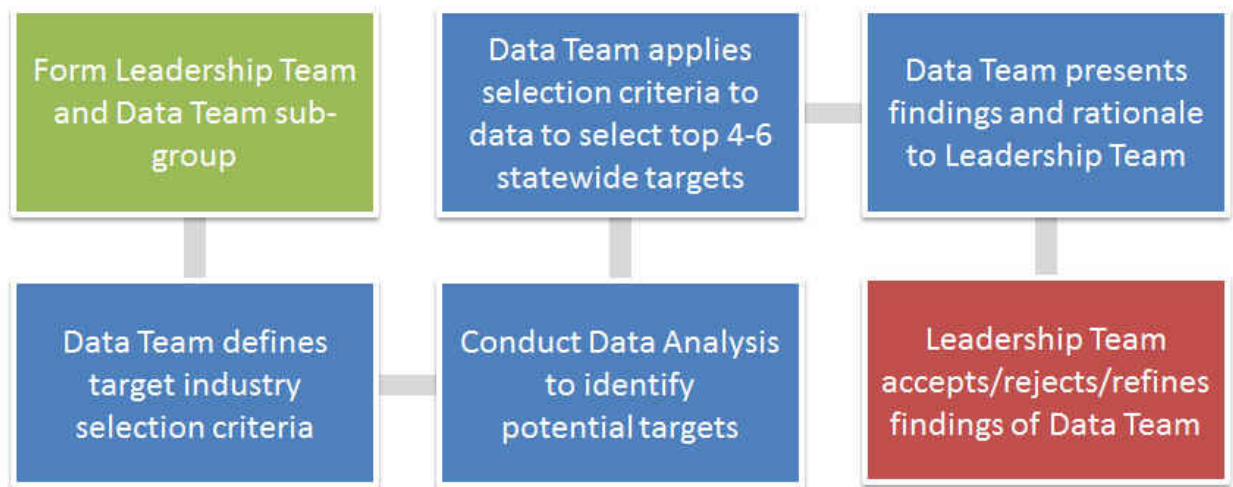 Form Leadership Team
and Data Team sub-
group
Data Team defines
target industry
selection criteria
Conduct Data Analysis
to identify
potential targets
Data Team applies
selection criteria to
data to select top 4-6
statewide targets
Data Team presents
findings and rationale
to Leadership Team
Leadership Team
accepts/rejects/refines
findings of Data Team